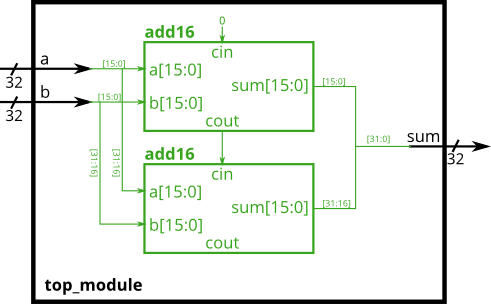 0
add16
cin
a
[15:0]
a[15:0]
32
sum[15:0]
[15:0]
b
[15:0]
b[15:0]
32
cout
[31:0]
sum
32
add16
[31:16]
[31:16]
cin
a[15:0]
sum[15:0]
[31:16]
b[15:0]
cout
top_module